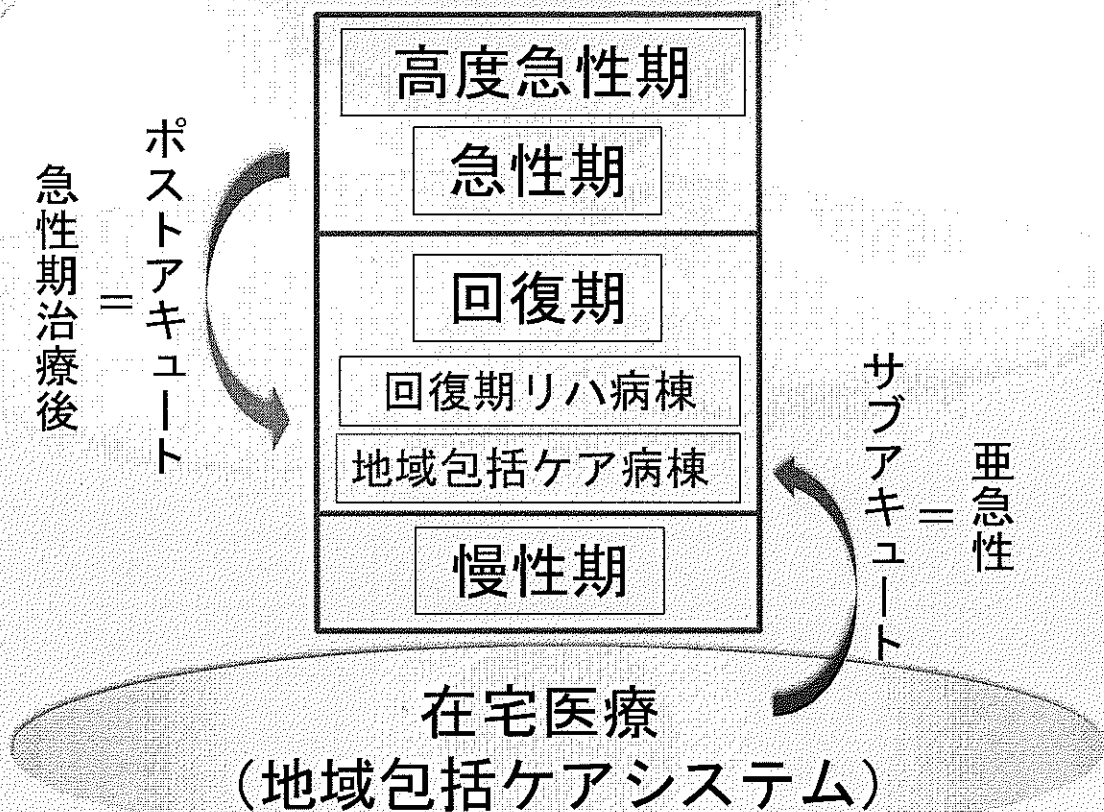 高度急性期
急性期
ポストアキュート
＝
急性期治療後
回復期
回復期リハ病棟
地域包括ケア病棟
サブアキュート
＝
亜急性
慢性期
在宅医療
（地域包括ケアシステム）